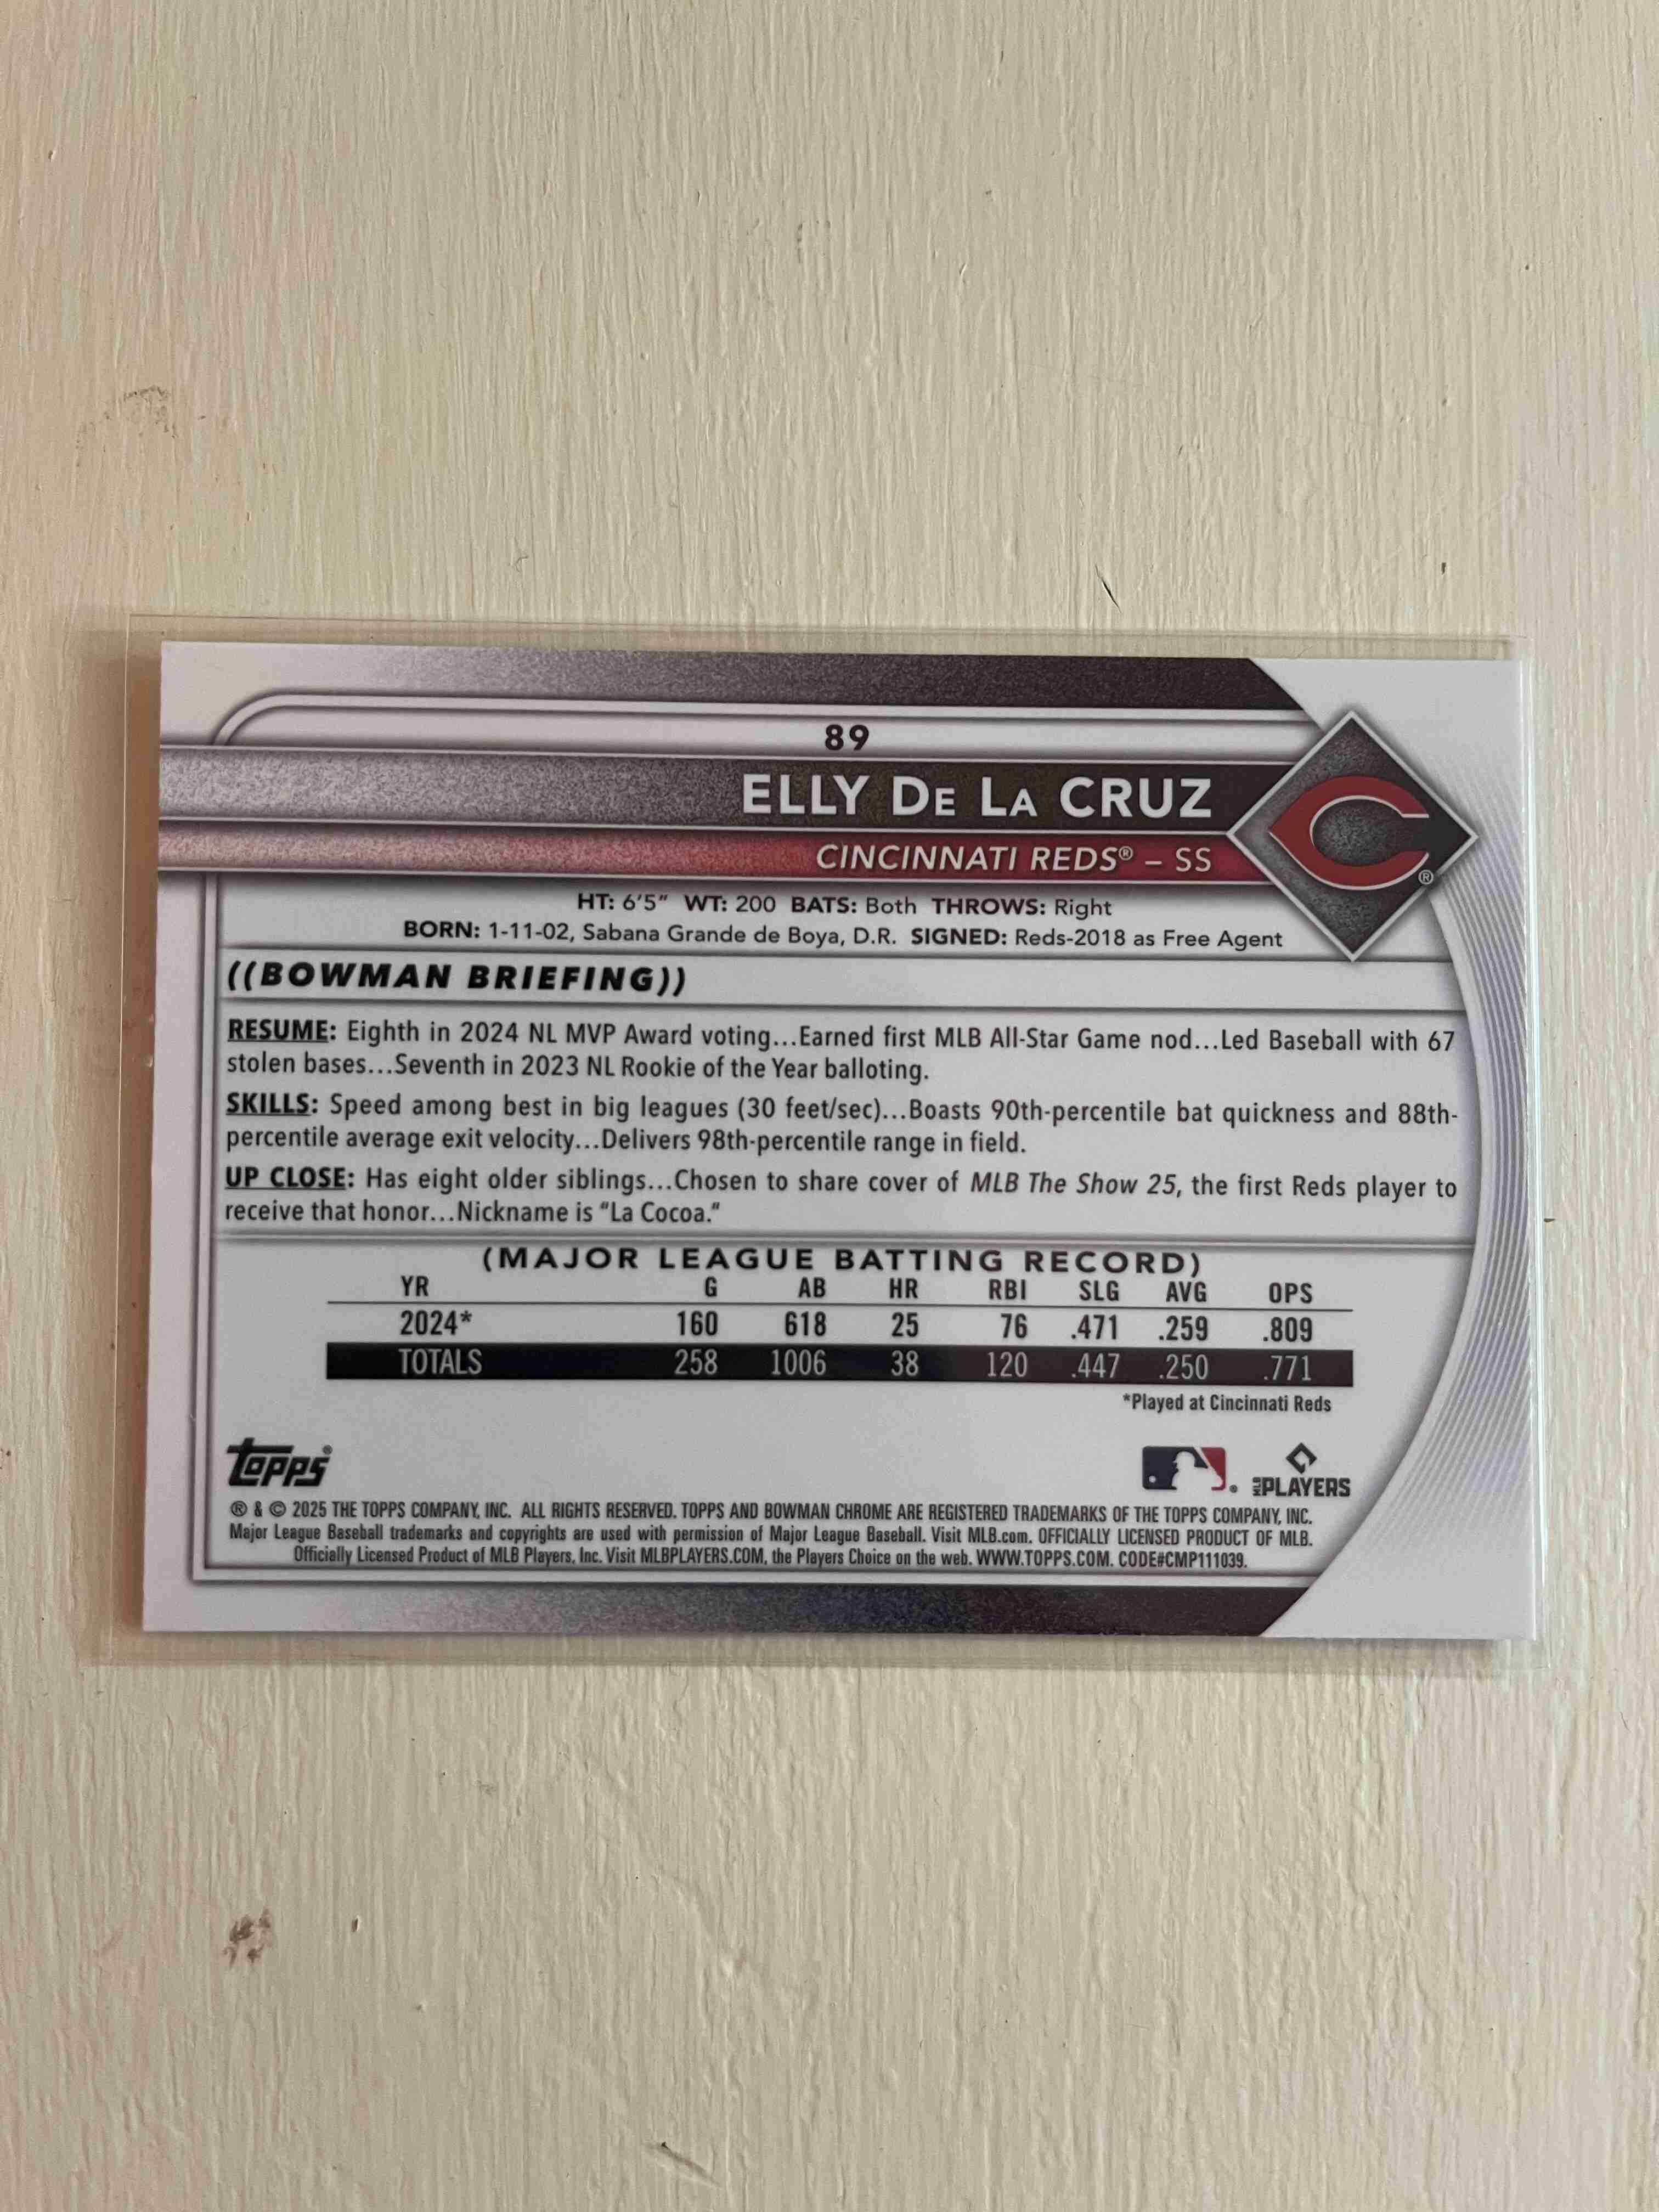 89
ELLY DE LA CRUZ
CINCINNATI REDS® – SS
®
HT: 6'5" WT: 200 BATS: Both THROWS: Right
BORN: 1-11-02, Sabana Grande de Boya, D.R. SIGNED: Reds-2018 as Free Agent
((BOWMAN BRIEFING))
RESUME: Eighth in 2024 NL MVP Award voting...Earned first MLB All-Star Game nod...Led Baseball with 67
stolen bases...Seventh in 2023 NL Rookie of the Year balloting.
SKILLS: Speed among best in big leagues (30 feet/sec)...Boasts 90th-percentile bat quickness and 88th-
percentile average exit velocity...Delivers 98th-percentile range in field.
UP CLOSE: Has eight older siblings...Chosen to share cover of MLB The Show 25, the first Reds player to
receive that honor...Nickname is "La Cocoa."
(MAJOR LEAGUE BATTING RECORD)
YR G AB HR RBI SLG AVG OPS
2024* 160 618 25 76 .471 .259 .809
TOTALS 258 1006 38 120 .447 .250 .771
*Played at Cincinnati Reds
topps®
MLB PLAYERS
® & © 2025 THE TOPPS COMPANY, INC. ALL RIGHTS RESERVED. TOPPS AND BOWMAN CHROME ARE REGISTERED TRADEMARKS OF THE TOPPS COMPANY, INC.
Major League Baseball trademarks and copyrights are used with permission of Major League Baseball. Visit MLB.com. OFFICIALLY LICENSED PRODUCT OF MLB.
Officially Licensed Product of MLB Players, Inc. Visit MLBPLAYERS.COM, the Players Choice on the web. WWW.TOPPS.COM. CODE#CMP111039.